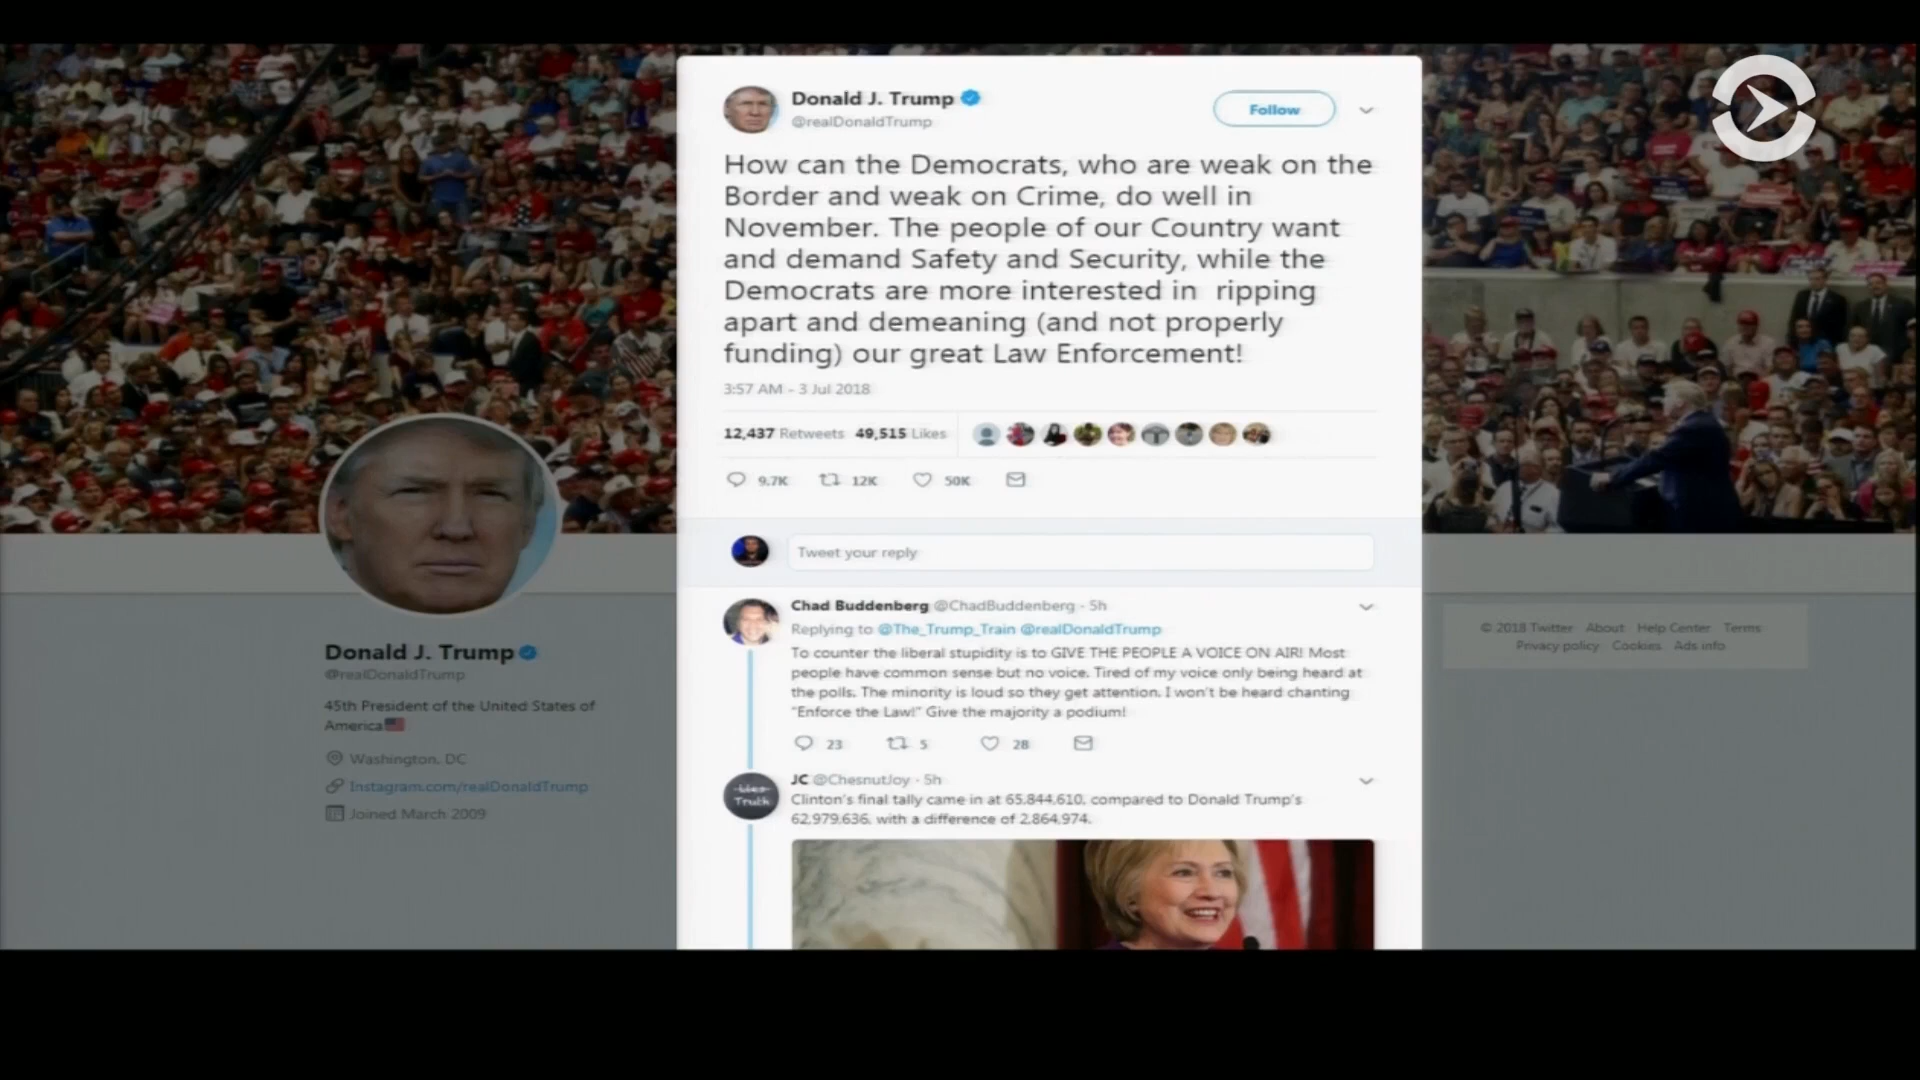 Donald J. Trump
@realDonaldTrump
Follow
How can the Democrats, who are weak on the
Border and weak on Crime, do well in
November. The people of our Country want
and demand Safety and Security, while the
Democrats are more interested in ripping
apart and demeaning (and not properly
funding) our great Law Enforcement!
3:57 AM - 3 Jul 2018
12,437 Retweets 49,515 Likes
9.7K 12K 50K
Tweet your reply
Chad Buddenberg @ChadBuddenberg · 5h
Replying to @The_Trump_Train @realDonaldTrump
To counter the liberal stupidity is to GIVE THE PEOPLE A VOICE ON AIR! Most
people have common sense but no voice. Tired of my voice only being heard at
the polls. The minority is loud so they get attention. I won't be heard chanting
"Enforce the Law!" Give the majority a podium!
23 5 28
JC @ChesnutJoy · 5h
Lies
Truth
Clinton's final tally came in at 65,844,610, compared to Donald Trump's
62,979,636, with a difference of 2,864,974.
Donald J. Trump
@realDonaldTrump
45th President of the United States of
America
Washington, DC
Instagram.com/realDonaldTrump
Joined March 2009
© 2018 Twitter About Help Center Terms
Privacy policy Cookies Ads info